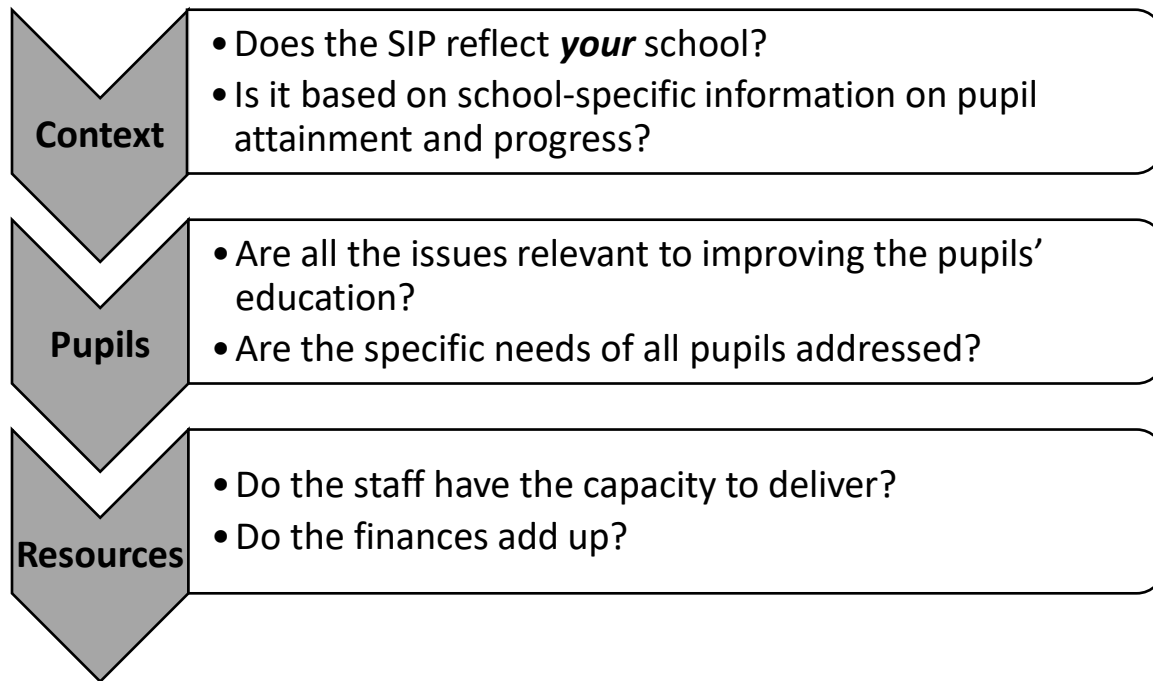 Context
• Does the SIP reflect your school?
• Is it based on school-specific information on pupil
attainment and progress?
Pupils
• Are all the issues relevant to improving the pupils’
education?
• Are the specific needs of all pupils addressed?
Resources
• Do the staff have the capacity to deliver?
• Do the finances add up?